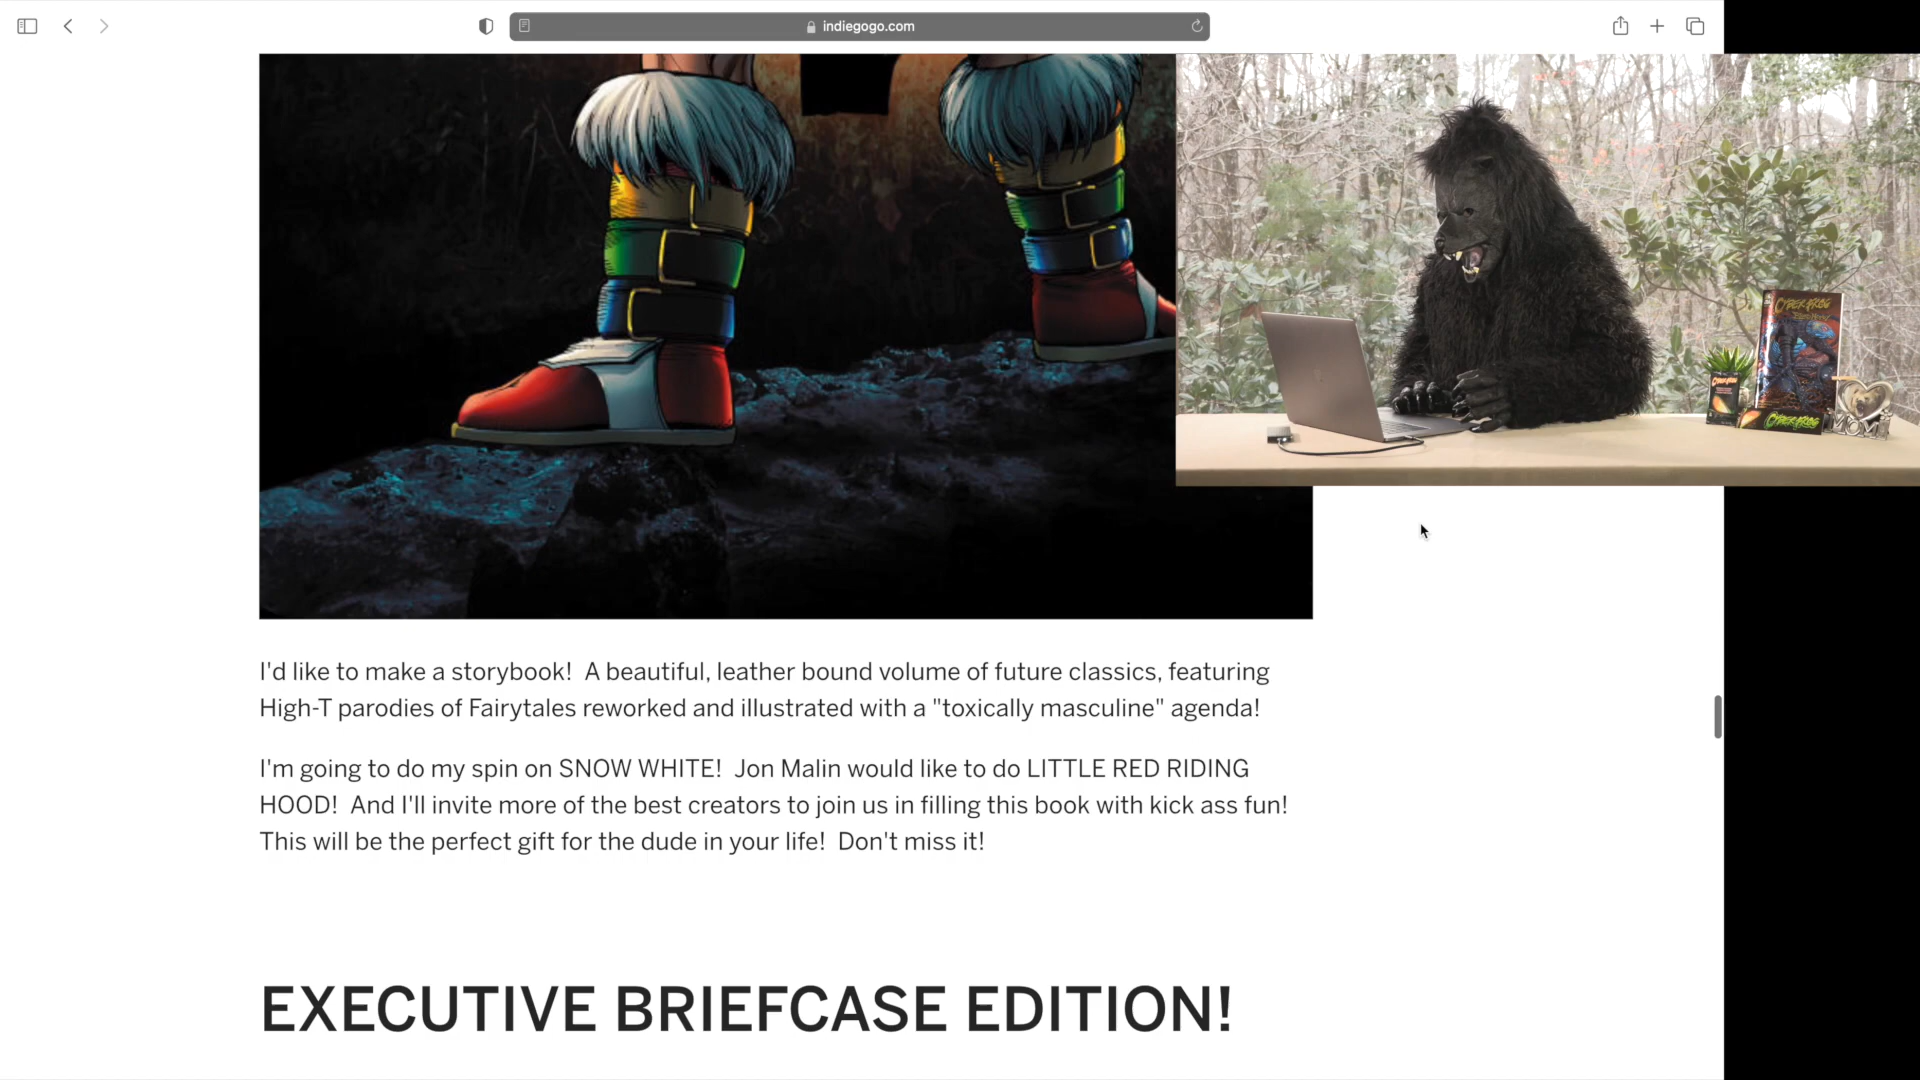 indiegogo.com
CYBERFROG
CYBERFROG
CYBERFROG
MOM
I'd like to make a storybook!  A beautiful, leather bound volume of future classics, featuring
High-T parodies of Fairytales reworked and illustrated with a "toxically masculine" agenda!
I'm going to do my spin on SNOW WHITE!  Jon Malin would like to do LITTLE RED RIDING
HOOD!  And I'll invite more of the best creators to join us in filling this book with kick ass fun!
This will be the perfect gift for the dude in your life!  Don't miss it!
EXECUTIVE BRIEFCASE EDITION!